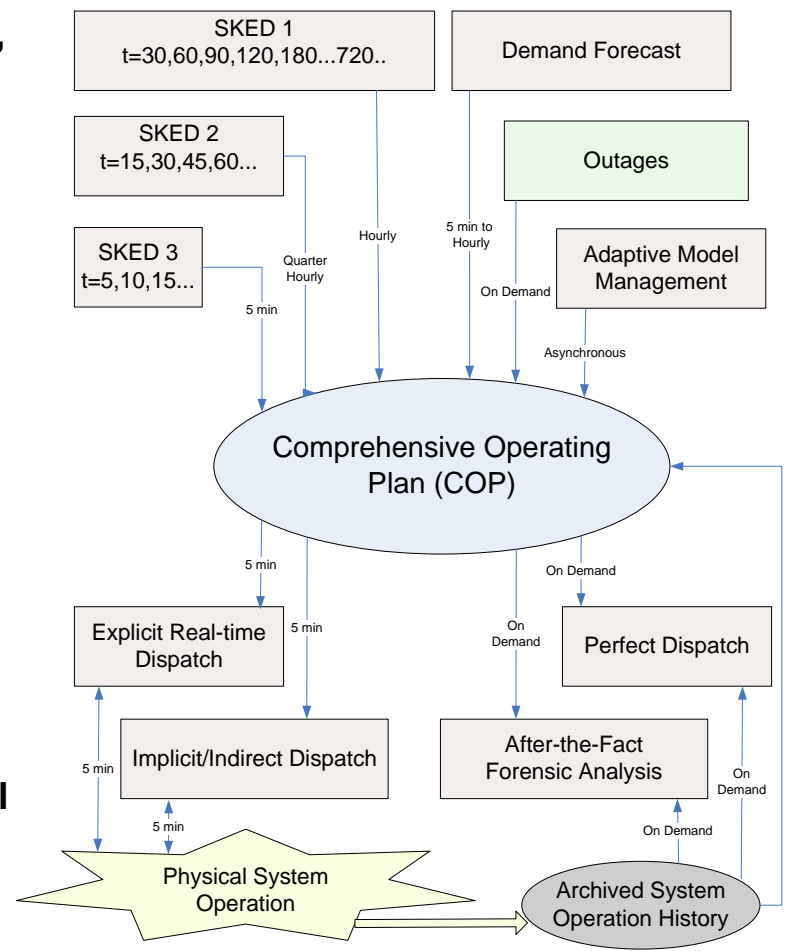 SKED 1
t=30,60,90,120,180...720..
Demand Forecast
SKED 2
t=15,30,45,60...
Outages
SKED 3
t=5,10,15...
Adaptive Model
Management
5 min
Quarter
Hourly
Hourly
5 min to
Hourly
On Demand
Asynchronous
Comprehensive Operating
Plan (COP)
5 min
5 min
On
Demand
On Demand
Explicit Real-time
Dispatch
Perfect Dispatch
Implicit/Indirect Dispatch
After-the-Fact
Forensic Analysis
5 min
5 min
On Demand
On
Demand
Physical System
Operation
Archived System
Operation History